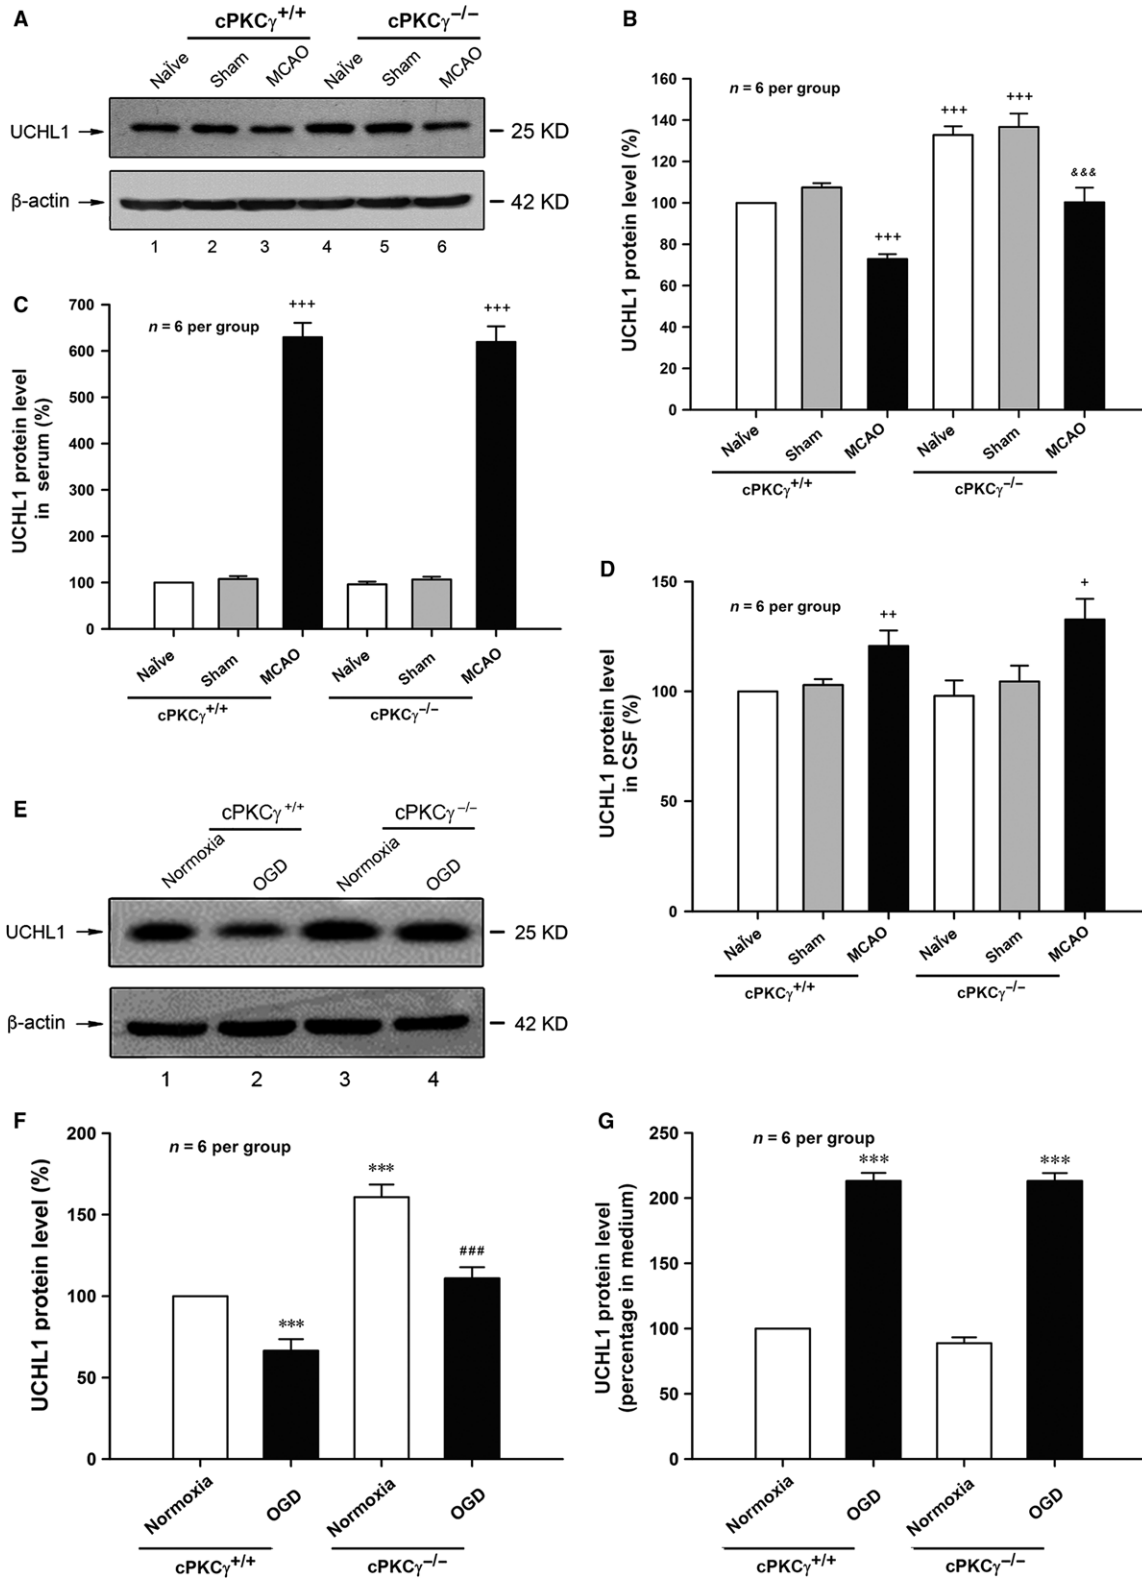 A
cPKCγ+/+
cPKCγ−/−
Naïve
Sham
MCAO
Naïve
Sham
MCAO
UCHL1
25 KD
β-actin
42 KD
1 2 3 4 5 6
B
UCHL1 protein level (%)
n = 6 per group
160
140
120
100
80
60
40
20
0
+++
+++
+++
&&&
Naïve
Sham
MCAO
Naïve
Sham
MCAO
cPKCγ+/+
cPKCγ−/−
C
UCHL1 protein level
in serum (%)
n = 6 per group
700
600
500
400
300
200
100
0
+++
+++
Naïve
Sham
MCAO
Naïve
Sham
MCAO
cPKCγ+/+
cPKCγ−/−
D
UCHL1 protein level
in CSF (%)
n = 6 per group
150
100
50
0
++
+
Naïve
Sham
MCAO
Naïve
Sham
MCAO
cPKCγ+/+
cPKCγ−/−
E
cPKCγ+/+
cPKCγ−/−
Normoxia
OGD
Normoxia
OGD
UCHL1
25 KD
β-actin
42 KD
1 2 3 4
F
UCHL1 protein level (%)
n = 6 per group
200
150
100
50
0
***
***
###
Normoxia
OGD
Normoxia
OGD
cPKCγ+/+
cPKCγ−/−
G
UCHL1 protein level
(percentage in medium)
n = 6 per group
250
200
150
100
50
0
***
***
Normoxia
OGD
Normoxia
OGD
cPKCγ+/+
cPKCγ−/−